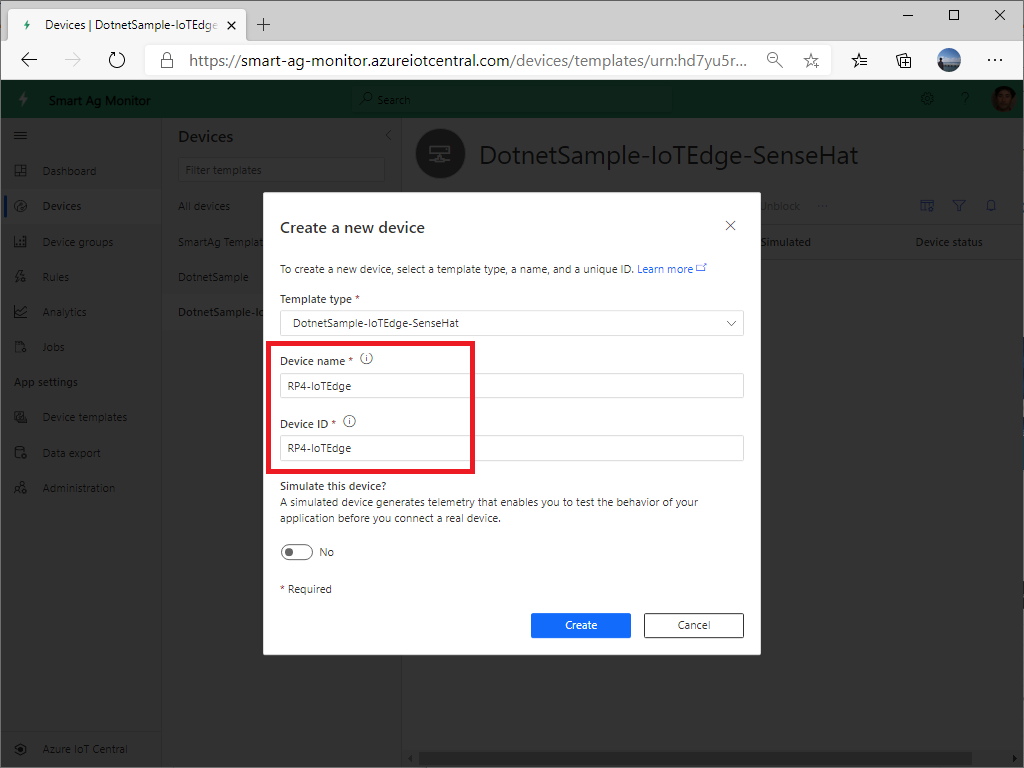 Devices | DotnetSample-IoTEdge
https://smart-ag-monitor.azureiotcentral.com/devices/templates/urn:hd7yu5r...
Smart Ag Monitor
Search
?
Devices
DotnetSample-IoTEdge-SenseHat
Dashboard
Filter templates
Devices
All devices
Unblock
Device groups
SmartAg Templat
Simulated
Device status
Rules
DotnetSample
Analytics
DotnetSample-Io
Jobs
App settings
Device templates
Data export
Administration
Azure IoT Central
Create a new device
To create a new device, select a template type, a name, and a unique ID. Learn more
Template type *
DotnetSample-IoTEdge-SenseHat
Device name *
RP4-IoTEdge
Device ID *
RP4-IoTEdge
Simulate this device?
A simulated device generates telemetry that enables you to test the behavior of your
application before you connect a real device.
No
* Required
Create
Cancel